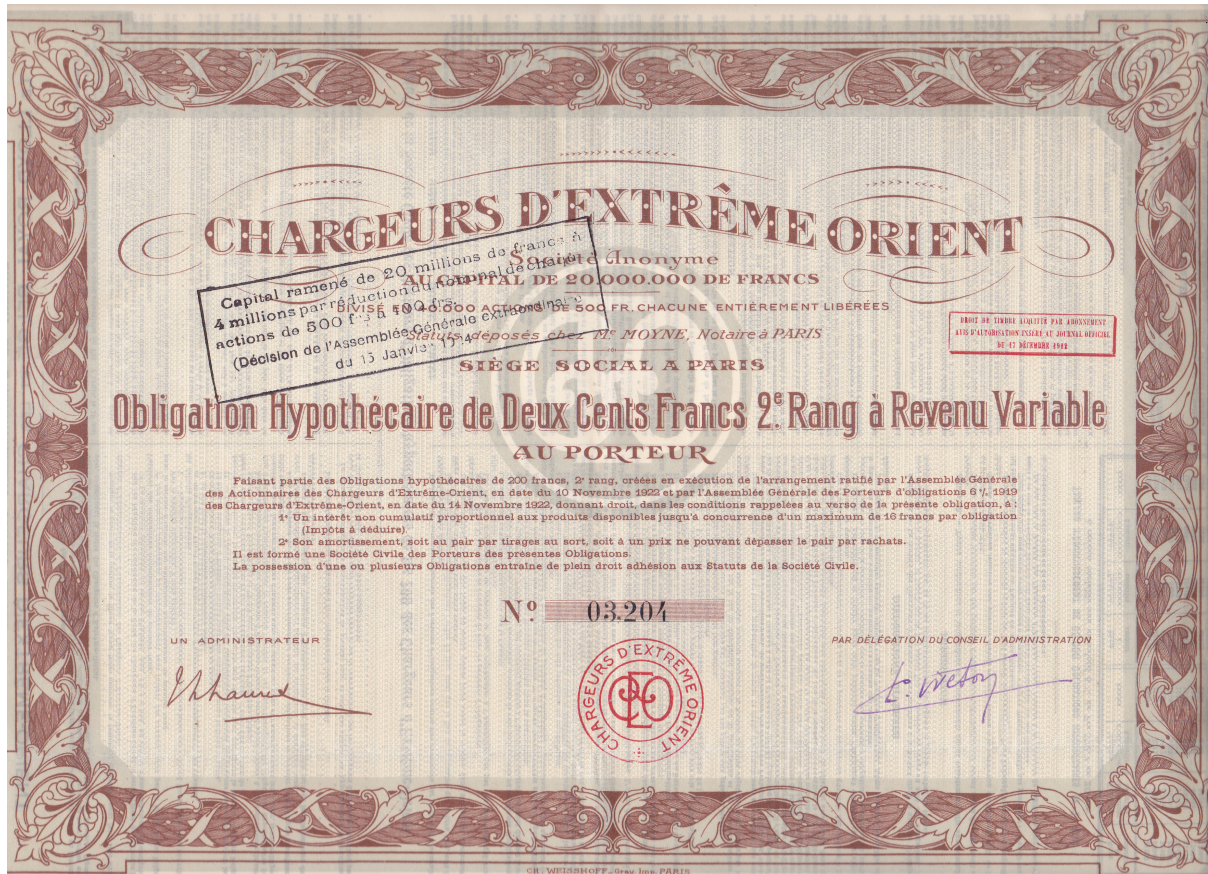 CHARGEURS D'EXTRÊME ORIENT
Société Anonyme
AU CAPITAL DE 20.000.000 DE FRANCS
DIVISÉ EN 40.000 ACTIONS DE 500 FR. CHACUNE ENTIÈREMENT LIBÉRÉES
Statuts déposés chez Me MOYNE, Notaire à PARIS
SIÈGE SOCIAL A PARIS
Capital ramené de 20 millions de francs à
4 millions par réduction du nominal de chaque
actions de 500 frs à 100 frs.
(Décision de l'Assemblée Générale extraordinaire
du 15 Janvier
DROIT DE TIMBRE ACQUITTÉ PAR ABONNEMENT
AVIS D'AUTORISATION INSÉRÉ AU JOURNAL OFFICIEL
DU 17 DÉCEMBRE 1912
Obligation Hypothécaire de Deux Cents Francs 2e. Rang à Revenu Variable
AU PORTEUR
Faisant partie des Obligations hypothécaires de 200 francs, 2e rang, créées en exécution de l'arrangement ratifié par l'Assemblée Générale
des Actionnaires des Chargeurs d'Extrême-Orient, en date du 10 Novembre 1922 et par l'Assemblée Générale des Porteurs d'obligations 6 %, 1919
des Chargeurs d'Extrême-Orient, en date du 14 Novembre 1922, donnant droit, dans les conditions rappelées au verso de la présente obligation, à :
1° Un intérêt non cumulatif proportionnel aux produits disponibles jusqu'à concurrence d'un maximum de 16 francs par obligation
(Impôts à déduire).
2° Son amortissement, soit au pair par tirages au sort, soit à un prix ne pouvant dépasser le pair par rachats.
Il est formé une Société Civile des Porteurs des présentes Obligations.
La possession d'une ou plusieurs Obligations entraîne de plein droit adhésion aux Statuts de la Société Civile.
No 03.204
UN ADMINISTRATEUR
PAR DÉLÉGATION DU CONSEIL D'ADMINISTRATION
CHARGEURS D'EXTRÊME ORIENT
CEO
CH. WEISSHOFF, Grav. Imp. PARIS